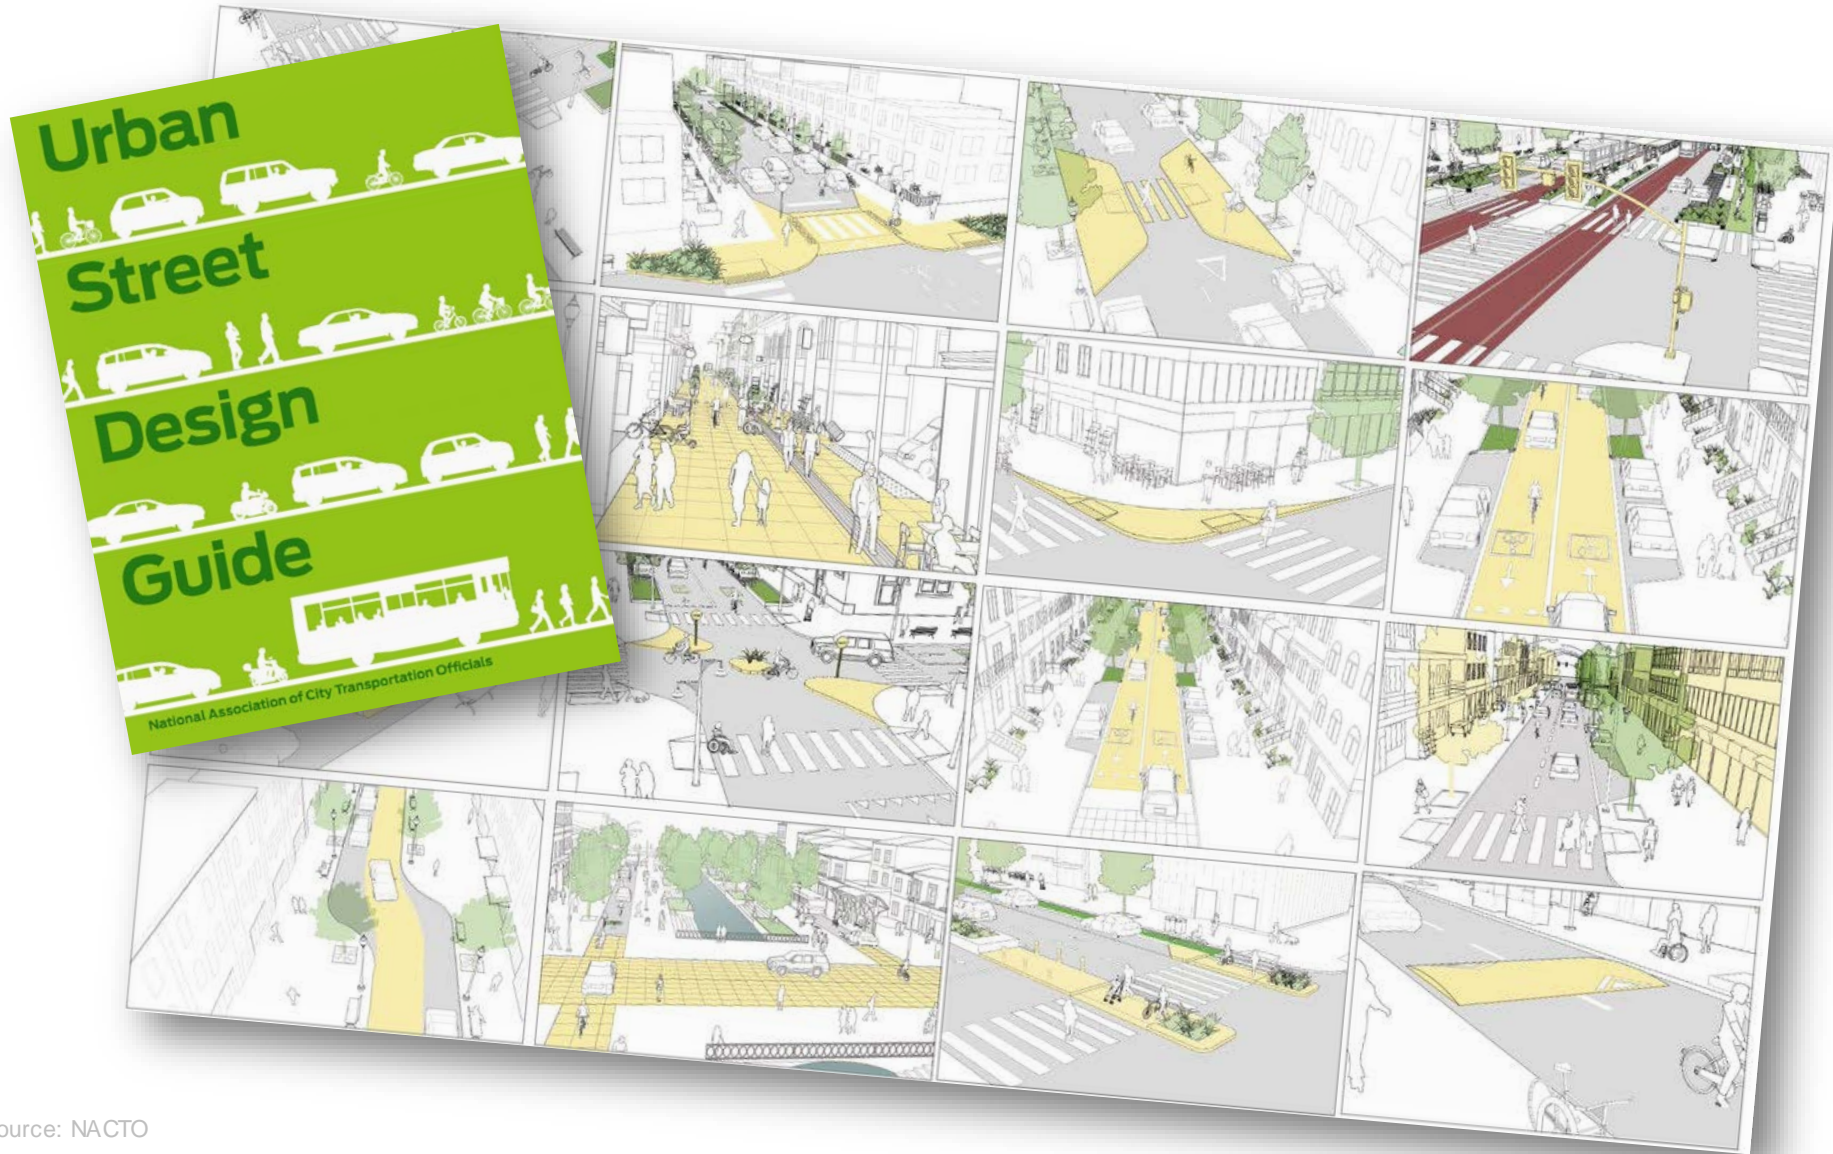 Urban
Street
Design
Guide
National Association of City Transportation Officials
ource: NACTO